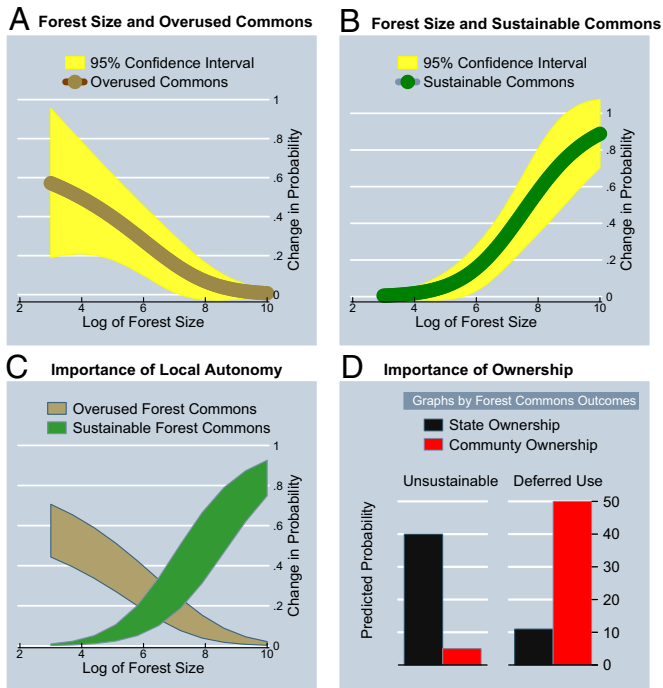 A Forest Size and Overused Commons
95% Confidence Interval
Overused Commons
1
.8
.6
.4
.2
0
Change in Probability
2 4 6 8 10
Log of Forest Size
B Forest Size and Sustainable Commons
95% Confidence Interval
Sustainable Commons
1
.8
.6
.4
.2
0
Change in Probability
2 4 6 8 10
Log of Forest Size
C Importance of Local Autonomy
Overused Forest Commons
Sustainable Forest Commons
1
.8
.6
.4
.2
0
Change in Probability
2 4 6 8 10
Log of Forest Size
D Importance of Ownership
Graphs by Forest Commons Outcomes
State Ownership
Communty Ownership
Unsustainable Deferred Use
Predicted Probability
50
40
30
20
10
0